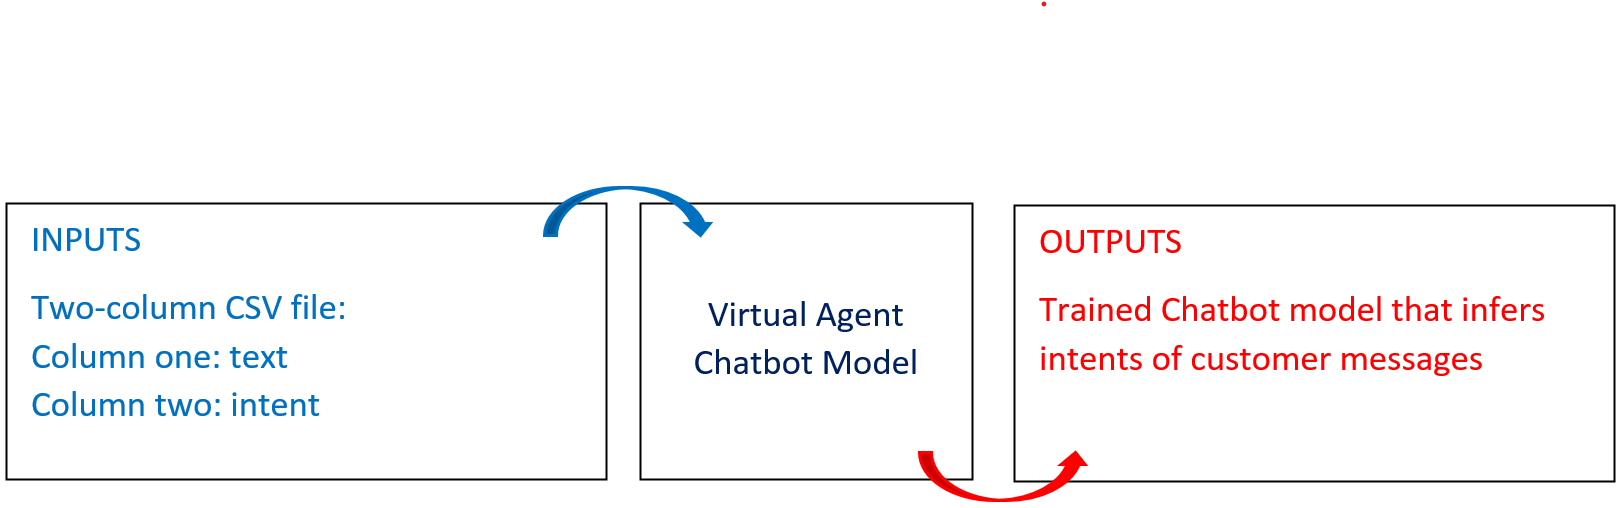 INPUTS
Two-column CSV file:
Column one: text
Column two: intent
Virtual Agent
Chatbot Model
OUTPUTS
Trained Chatbot model that infers
intents of customer messages